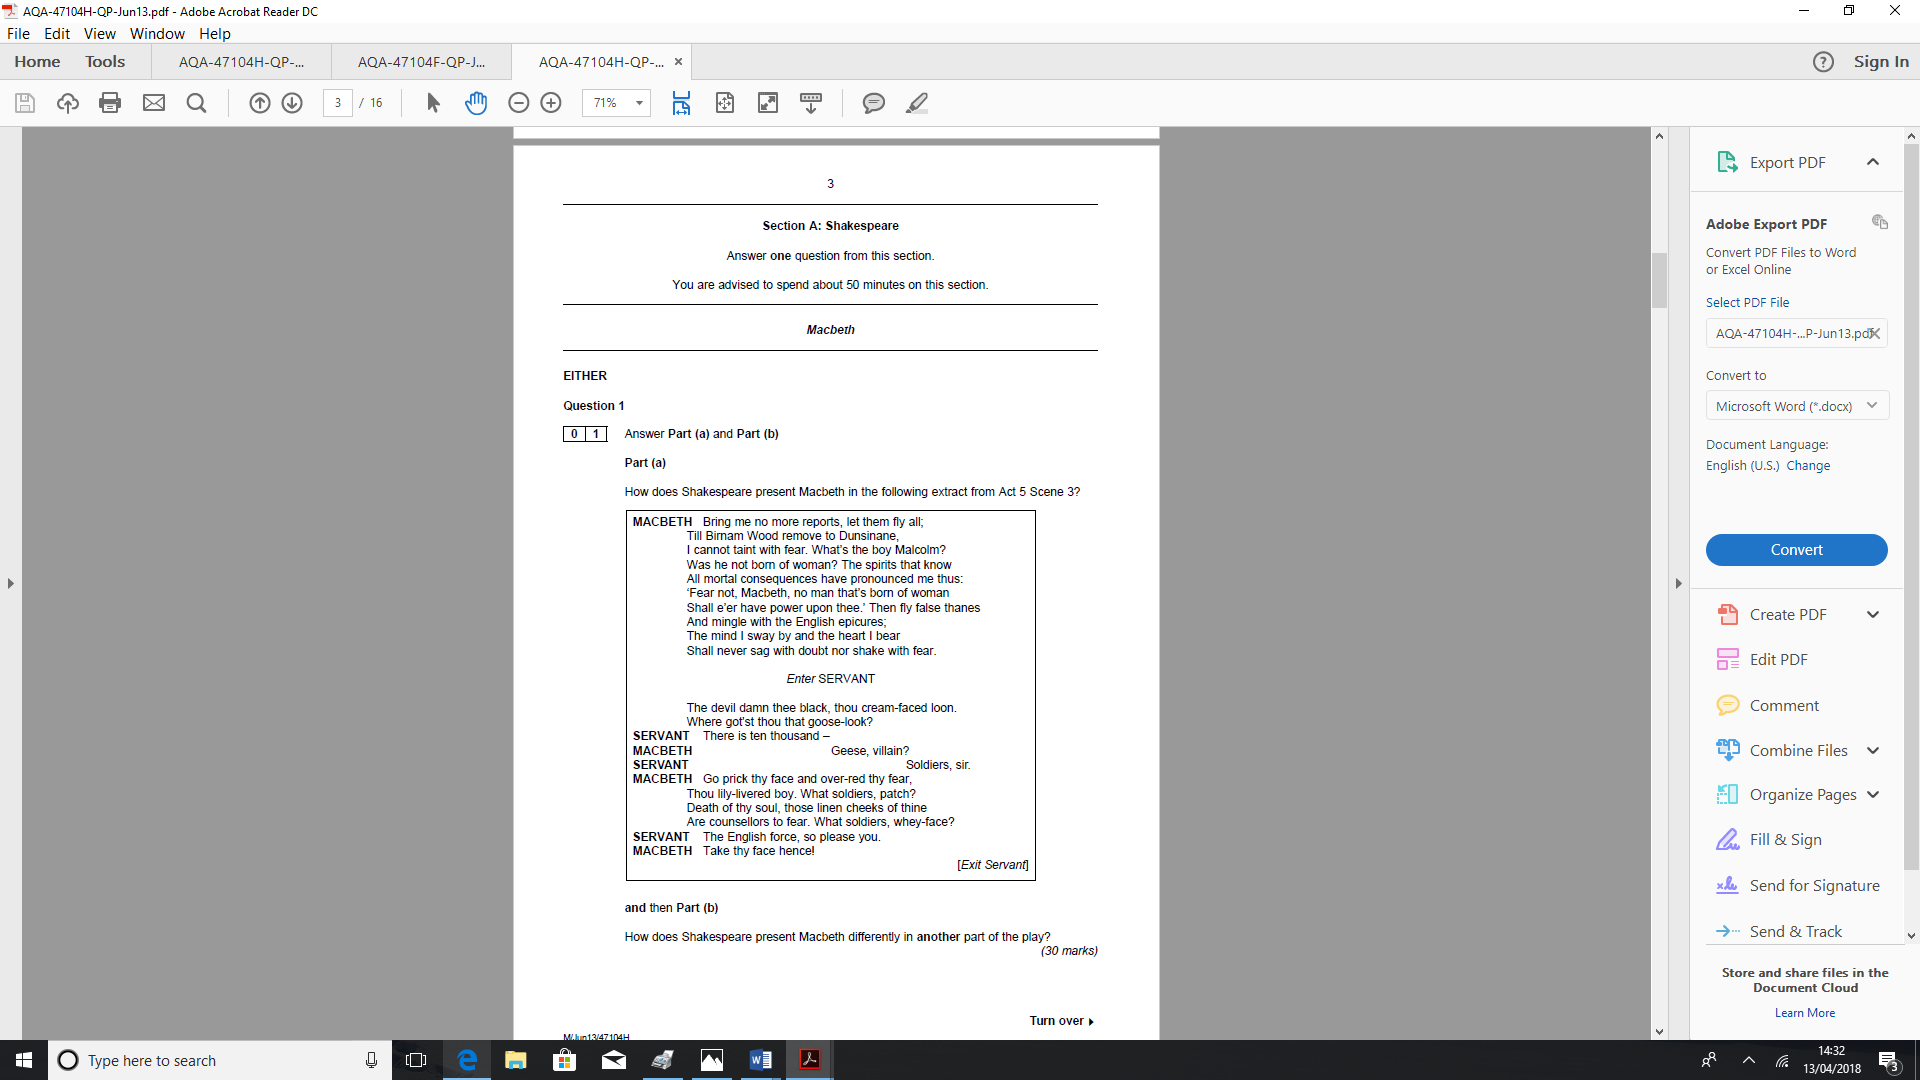 AQA-47104H-QP-Jun13.pdf - Adobe Acrobat Reader DC
File Edit View Window Help
Home Tools AQA-47104H-QP-... AQA-47104F-QP-J... AQA-47104H-QP-...
Sign In
3 / 16
71%
3
Section A: Shakespeare
Answer one question from this section.
You are advised to spend about 50 minutes on this section.
Macbeth
EITHER
Question 1
0 1 Answer Part (a) and Part (b)
Part (a)
How does Shakespeare present Macbeth in the following extract from Act 5 Scene 3?
MACBETH Bring me no more reports, let them fly all;
Till Birnam Wood remove to Dunsinane,
I cannot taint with fear. What's the boy Malcolm?
Was he not born of woman? The spirits that know
All mortal consequences have pronounced me thus:
'Fear not, Macbeth, no man that's born of woman
Shall e'er have power upon thee.' Then fly false thanes
And mingle with the English epicures;
The mind I sway by and the heart I bear
Shall never sag with doubt nor shake with fear.
Enter SERVANT
The devil damn thee black, thou cream-faced loon.
Where got'st thou that goose-look?
SERVANT There is ten thousand –
MACBETH Geese, villain?
SERVANT Soldiers, sir.
MACBETH Go prick thy face and over-red thy fear,
Thou lily-livered boy. What soldiers, patch?
Death of thy soul, those linen cheeks of thine
Are counsellors to fear. What soldiers, whey-face?
SERVANT The English force, so please you.
MACBETH Take thy face hence!
[Exit Servant]
and then Part (b)
How does Shakespeare present Macbeth differently in another part of the play?
(30 marks)
Turn over
M/Jun13/47104H
Export PDF
Adobe Export PDF
Convert PDF Files to Word
or Excel Online
Select PDF File
AQA-47104H-...P-Jun13.pdf
Convert to
Microsoft Word (*.docx)
Document Language:
English (U.S.) Change
Convert
Create PDF
Edit PDF
Comment
Combine Files
Organize Pages
Fill & Sign
Send for Signature
Send & Track
Store and share files in the
Document Cloud
Learn More
Type here to search
14:32
13/04/2018
3